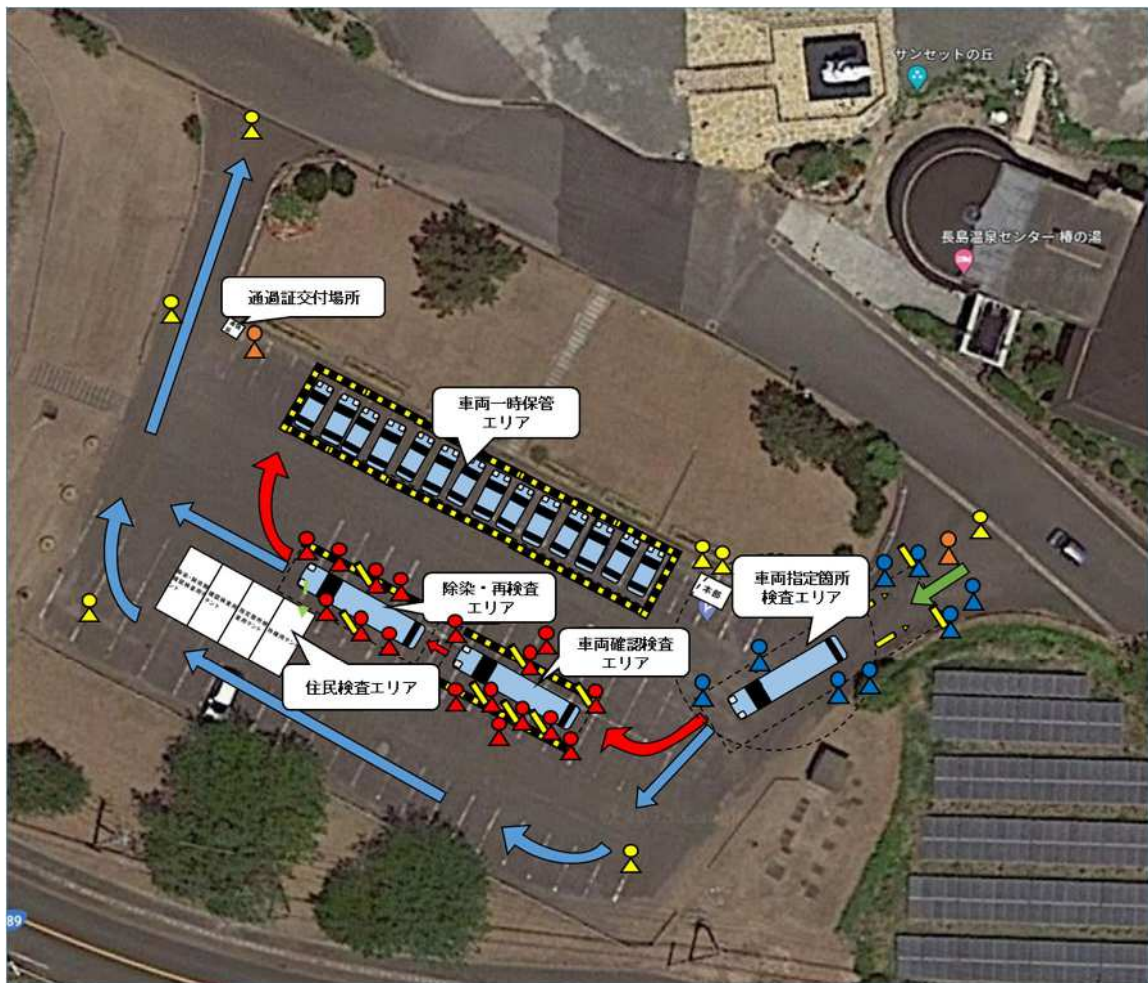 サンセットの丘
長島温泉センター 椿の湯
通過証交付場所
車両一時保管
エリア
除染・再検査
エリア
車両確認検査
エリア
住民検査エリア
本部
車両指定箇所
検査エリア
89